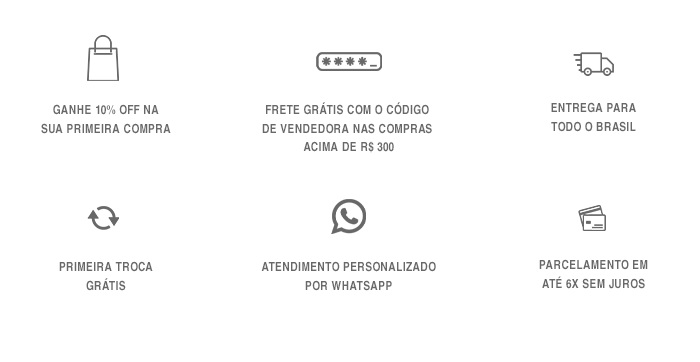 GANHE 10% OFF NA
SUA PRIMEIRA COMPRA
FRETE GRÁTIS COM O CÓDIGO
DE VENDEDORA NAS COMPRAS
ACIMA DE R$ 300
ENTREGA PARA
TODO O BRASIL
PRIMEIRA TROCA
GRÁTIS
ATENDIMENTO PERSONALIZADO
POR WHATSAPP
PARCELAMENTO EM
ATÉ 6X SEM JUROS